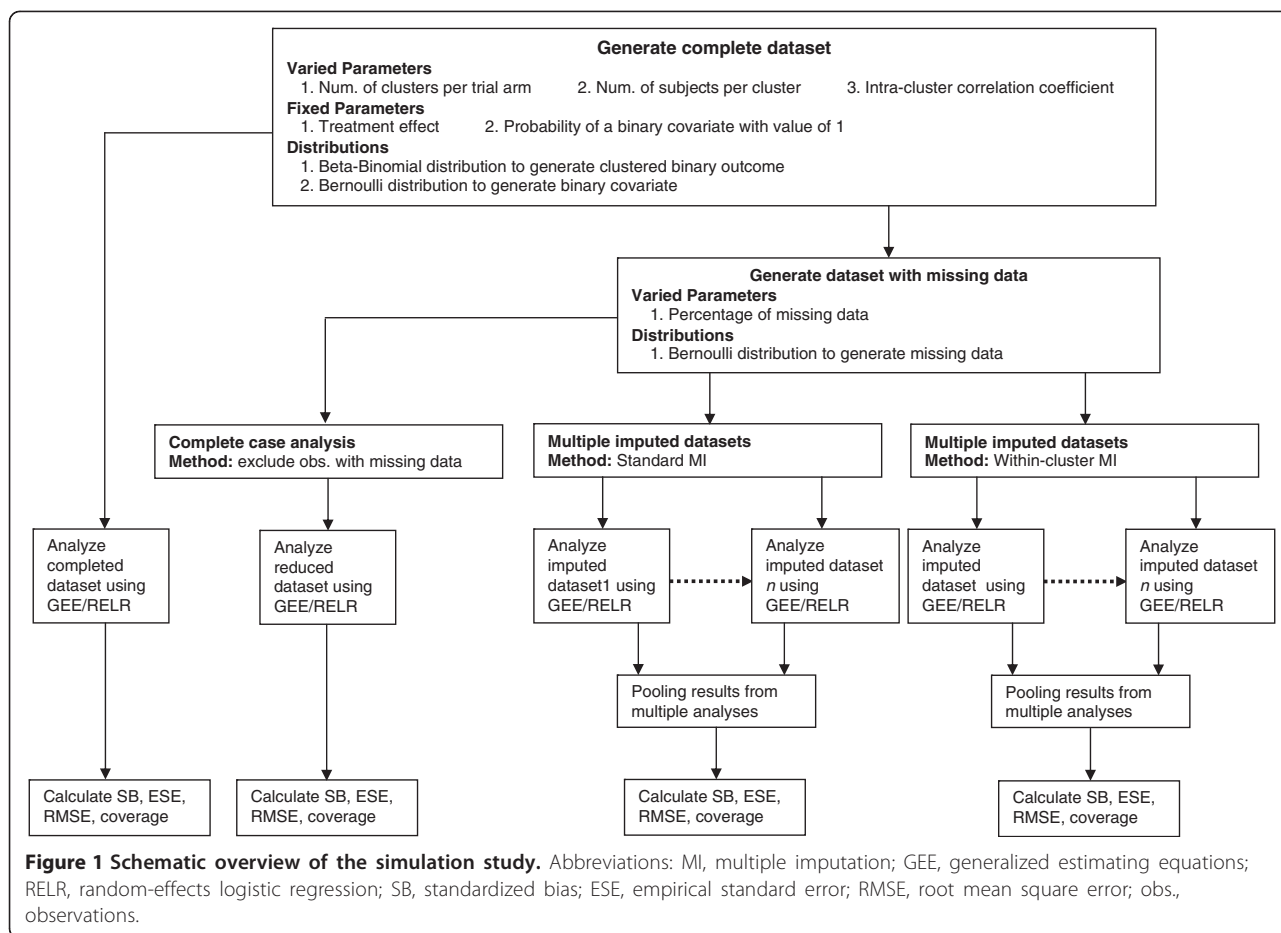 Generate complete dataset
Varied Parameters
1. Num. of clusters per trial arm 2. Num. of subjects per cluster 3. Intra-cluster correlation coefficient
Fixed Parameters
1. Treatment effect 2. Probability of a binary covariate with value of 1
Distributions
1. Beta-Binomial distribution to generate clustered binary outcome
2. Bernoulli distribution to generate binary covariate
Generate dataset with missing data
Varied Parameters
1. Percentage of missing data
Distributions
1. Bernoulli distribution to generate missing data
Complete case analysis
Method: exclude obs. with missing data
Multiple imputed datasets
Method: Standard MI
Multiple imputed datasets
Method: Within-cluster MI
Analyze
completed
dataset using
GEE/RELR
Analyze
reduced
dataset using
GEE/RELR
Analyze
imputed
dataset1 using
GEE/RELR
Analyze
imputed dataset
n using
GEE/RELR
Analyze
imputed
dataset using
GEE/RELR
Analyze
imputed dataset
n using
GEE/RELR
Pooling results from
multiple analyses
Pooling results from
multiple analyses
Calculate SB, ESE,
RMSE, coverage
Calculate SB, ESE,
RMSE, coverage
Calculate SB, ESE,
RMSE, coverage
Calculate SB, ESE,
RMSE, coverage
Figure 1 Schematic overview of the simulation study. Abbreviations: MI, multiple imputation; GEE, generalized estimating equations;
RELR, random-effects logistic regression; SB, standardized bias; ESE, empirical standard error; RMSE, root mean square error; obs.,
observations.